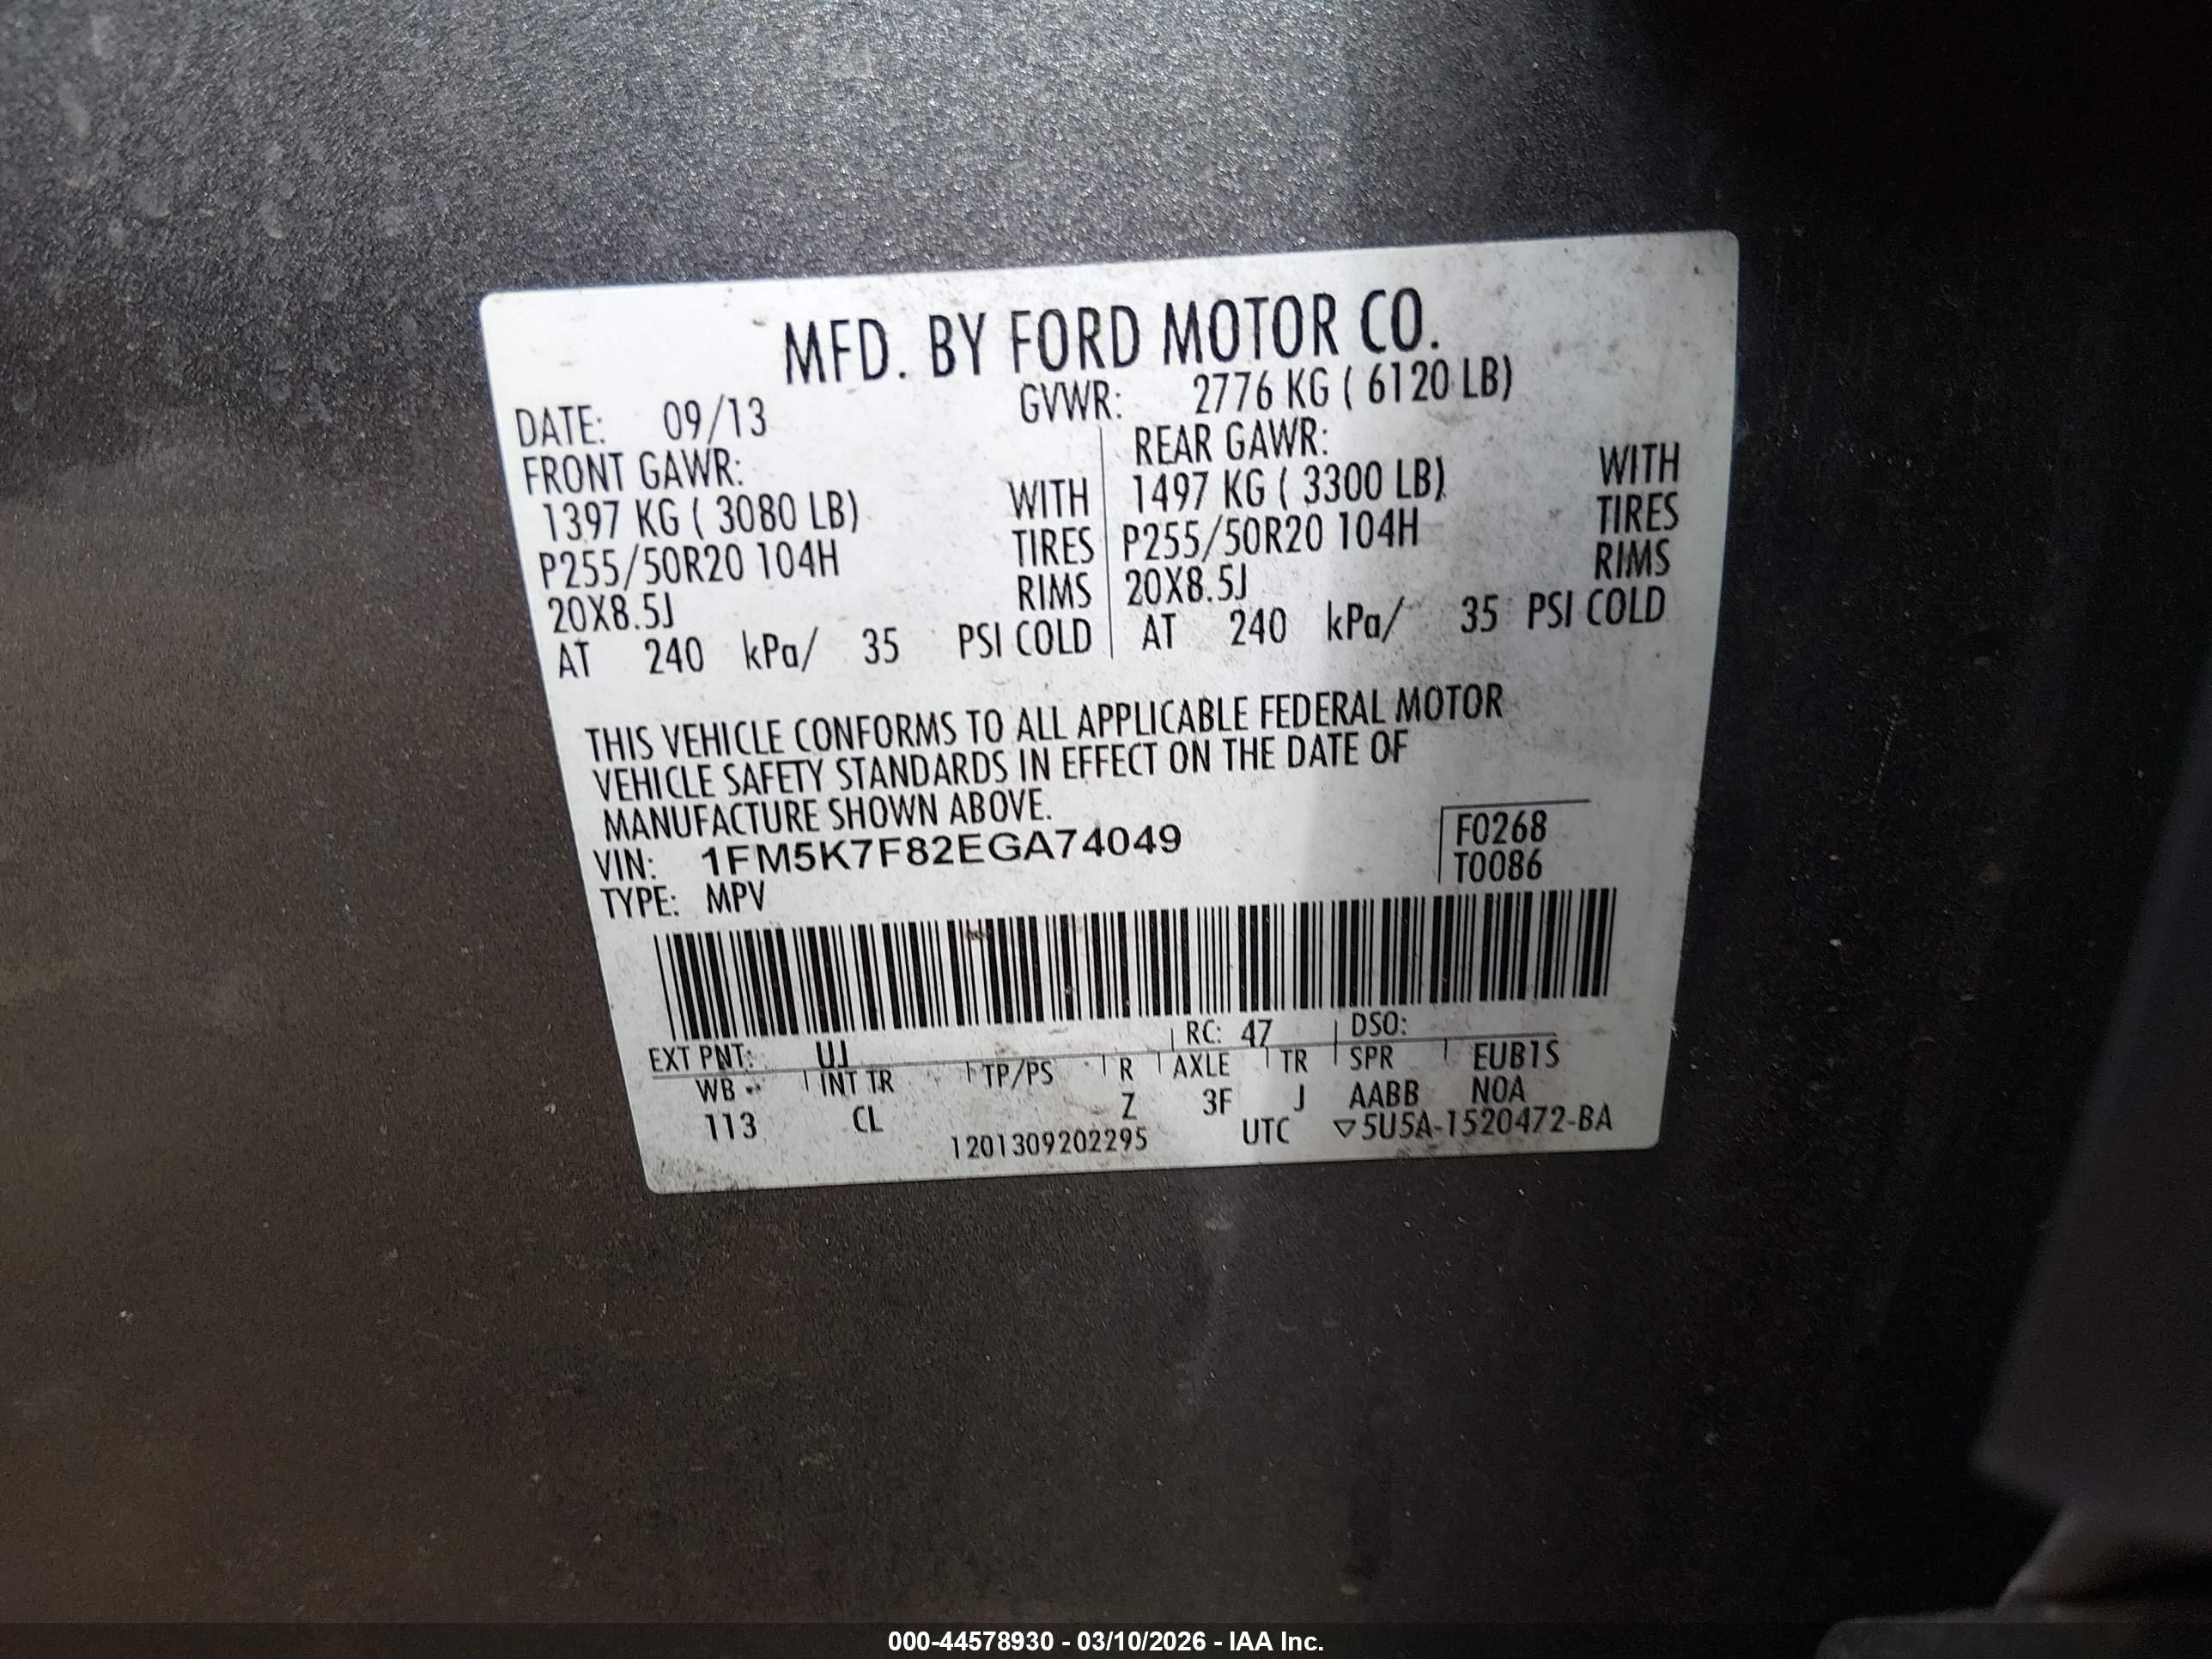 MFD. BY FORD MOTOR CO.
DATE: 09/13 GVWR: 2776 KG ( 6120 LB)
FRONT GAWR: REAR GAWR:
1397 KG ( 3080 LB) WITH 1497 KG ( 3300 LB) WITH
P255/50R20 104H TIRES P255/50R20 104H TIRES
20X8.5J RIMS 20X8.5J RIMS
AT 240 kPa/ 35 PSI COLD AT 240 kPa/ 35 PSI COLD
THIS VEHICLE CONFORMS TO ALL APPLICABLE FEDERAL MOTOR
VEHICLE SAFETY STANDARDS IN EFFECT ON THE DATE OF
MANUFACTURE SHOWN ABOVE.
VIN: 1FM5K7F82EGA74049
F0268
TYPE: MPV
T0086
EXT PNT: UJ RC: 47 DSO:
WB INT TR TP/PS R AXLE TR SPR EUB1S
113 CL Z 3F J AABB NOA
1201309202295 UTC ▽5U5A-1520472-BA
000-44578930 - 03/10/2026 - IAA Inc.